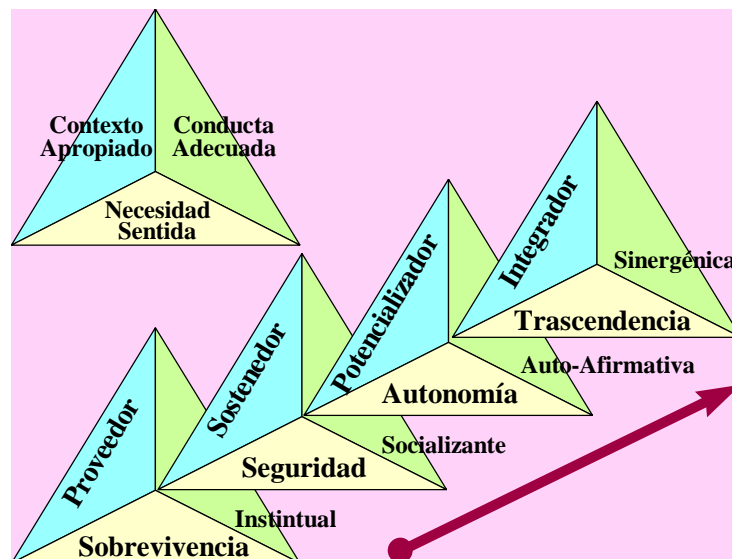 Contexto
Apropiado
Conducta
Adecuada
Necesidad
Sentida
Integrador
Sinergénica
Trascendencia
Potencializador
Auto-Afirmativa
Autonomía
Sostenedor
Socializante
Seguridad
Proveedor
Instintual
Sobrevivencia